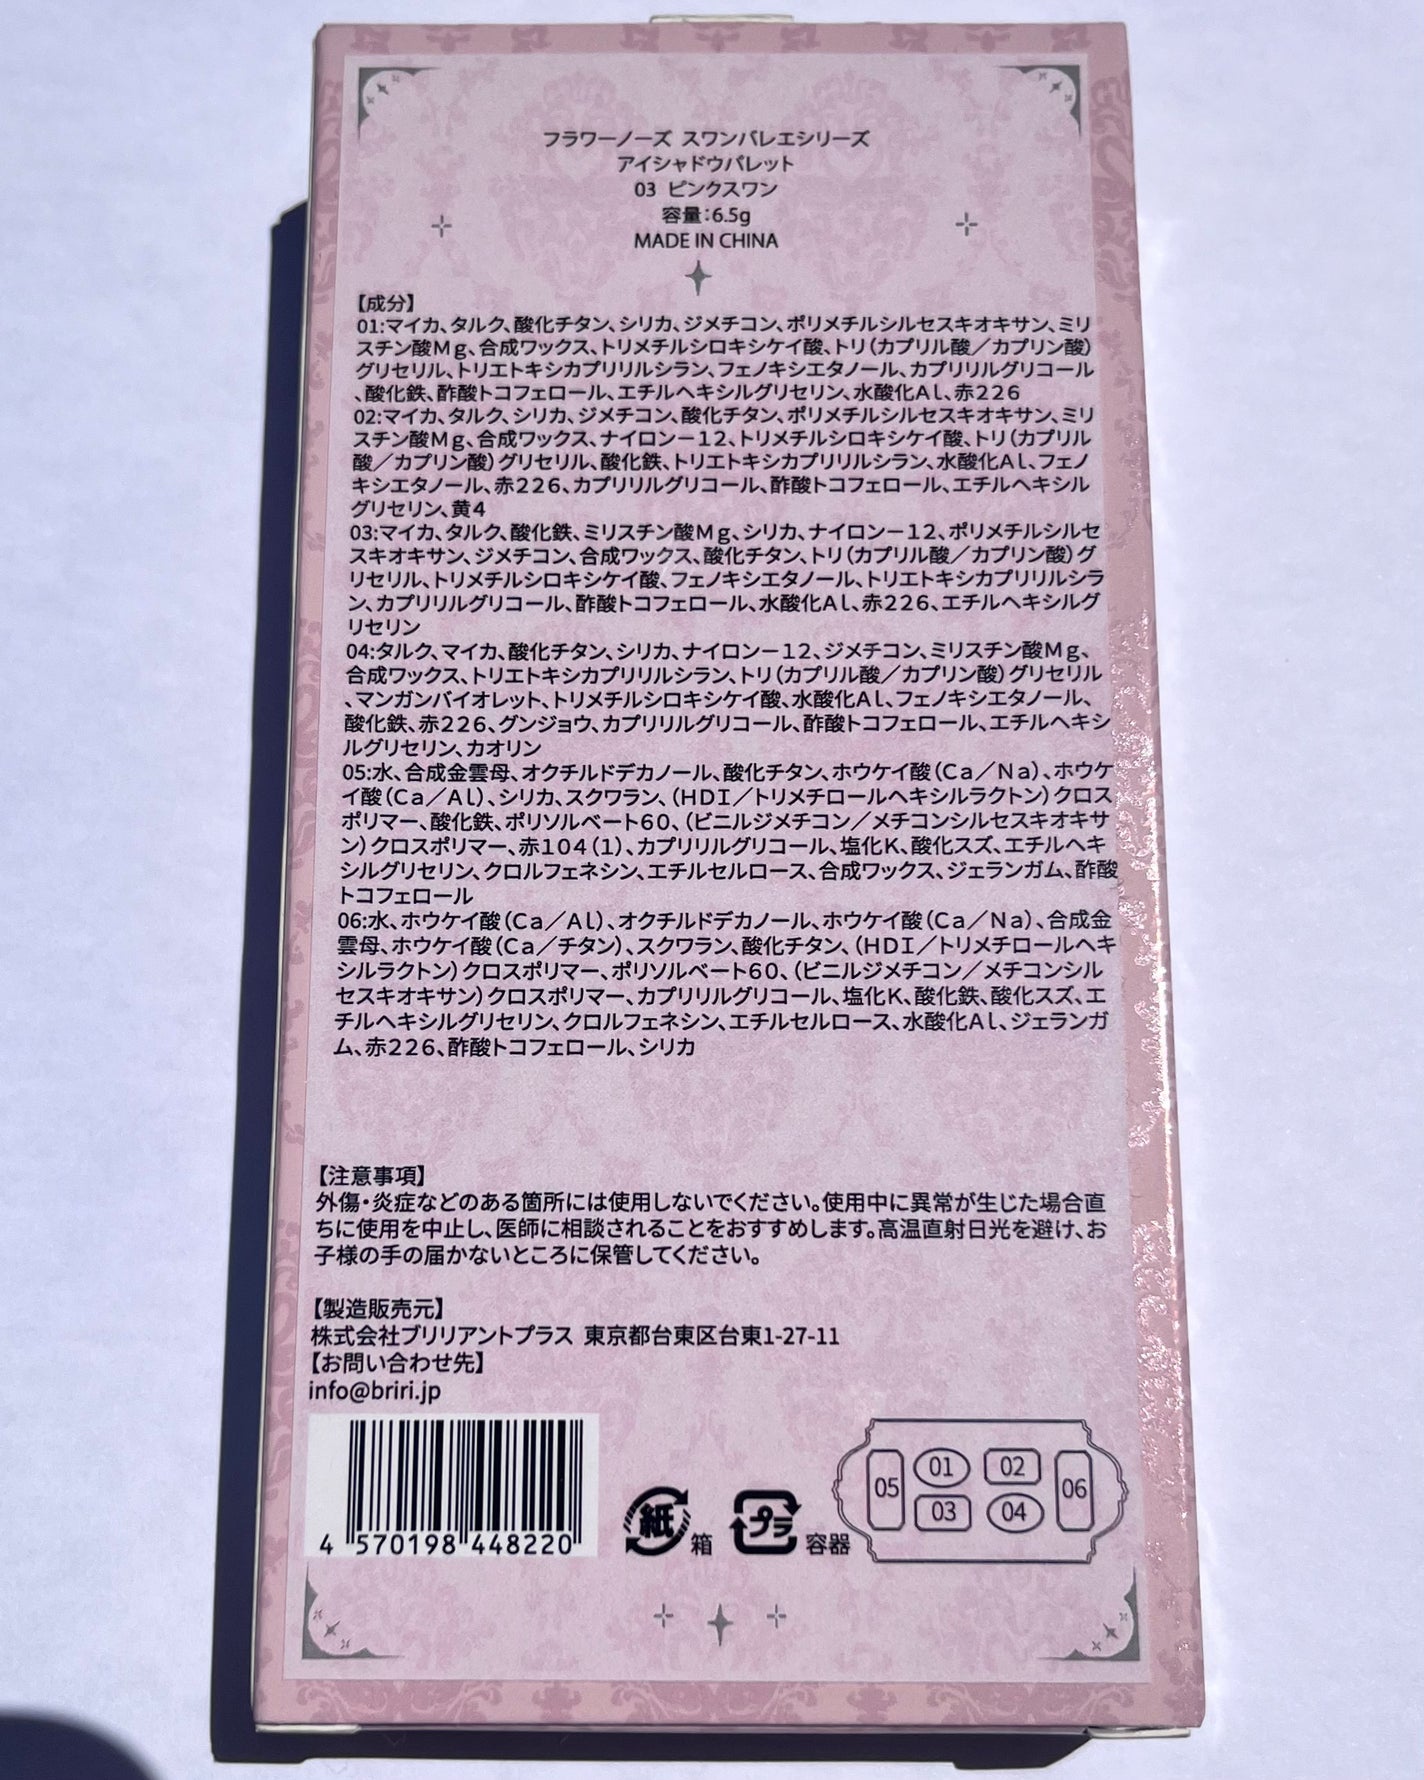 フラワーノーズ スワンバレエシリーズ
アイシャドウパレット
03 ピンクスワン
容量:6.5g
MADE IN CHINA
【成分】
01:マイカ、タルク、酸化チタン、シリカ、ジメチコン、ポリメチルシルセスキオキサン、ミリ
スチン酸Mg、合成ワックス、トリメチルシロキシケイ酸、トリ(カプリル酸/カプリン酸)
グリセリル、トリエトキシカプリリルシラン、フェノキシエタノール、カプリリルグリコール
、酸化鉄、酢酸トコフェロール、エチルヘキシルグリセリン、水酸化Al、赤226
02:マイカ、タルク、シリカ、ジメチコン、酸化チタン、ポリメチルシルセスキオキサン、ミリ
スチン酸Mg、合成ワックス、ナイロン-12、トリメチルシロキシケイ酸、トリ(カプリル
酸/カプリン酸)グリセリル、酸化鉄、トリエトキシカプリリルシラン、水酸化Al、フェノ
キシエタノール、赤226、カプリリルグリコール、酢酸トコフェロール、エチルヘキシル
グリセリン、黄4
03:マイカ、タルク、酸化鉄、ミリスチン酸Mg、シリカ、ナイロン-12、ポリメチルシルセ
スキオキサン、ジメチコン、合成ワックス、酸化チタン、トリ(カプリル酸/カプリン酸)グ
リセリル、トリメチルシロキシケイ酸、フェノキシエタノール、トリエトキシカプリリルシラ
ン、カプリリルグリコール、酢酸トコフェロール、水酸化Al、赤226、エチルヘキシルグ
リセリン
04:タルク、マイカ、酸化チタン、シリカ、ナイロン-12、ジメチコン、ミリスチン酸Mg、
合成ワックス、トリエトキシカプリリルシラン、トリ(カプリル酸/カプリン酸)グリセリル
、マンガンバイオレット、トリメチルシロキシケイ酸、水酸化Al、フェノキシエタノール、
酸化鉄、赤226、グンジョウ、カプリリルグリコール、酢酸トコフェロール、エチルヘキシ
ルグリセリン、カオリン
05:水、合成金雲母、オクチルドデカノール、酸化チタン、ホウケイ酸(Ca/Na)、ホウケ
イ酸(Ca/Al)、シリカ、スクワラン、(HDI/トリメチロールヘキシルラクトン)クロス
ポリマー、酸化鉄、ポリソルベート60、(ビニルジメチコン/メチコンシルセスキオキサ
ン)クロスポリマー、赤104(1)、カプリリルグリコール、塩化K、酸化スズ、エチルヘキ
シルグリセリン、クロルフェネシン、エチルセルロース、合成ワックス、ジェランガム、酢酸
トコフェロール
06:水、ホウケイ酸(Ca/Al)、オクチルドデカノール、ホウケイ酸(Ca/Na)、合成金
雲母、ホウケイ酸(Ca/チタン)、スクワラン、酸化チタン、(HDI/トリメチロールヘキ
シルラクトン)クロスポリマー、ポリソルベート60、(ビニルジメチコン/メチコンシル
セスキオキサン)クロスポリマー、カプリリルグリコール、塩化K、酸化鉄、酸化スズ、エ
チルヘキシルグリセリン、クロルフェネシン、エチルセルロース、水酸化Al、ジェランガ
ム、赤226、酢酸トコフェロール、シリカ
【注意事項】
外傷・炎症などのある箇所には使用しないでください。使用中に異常が生じた場合直
ちに使用を中止し、医師に相談されることをおすすめします。高温直射日光を避け、お
子様の手の届かないところに保管してください。
【製造販売元】
株式会社ブリリアントプラス 東京都台東区台東1-27-11
【お問い合わせ先】
info@briri.jp
4 570198 448220
紙 箱
プラ 容器
05 01 02 06
03 04